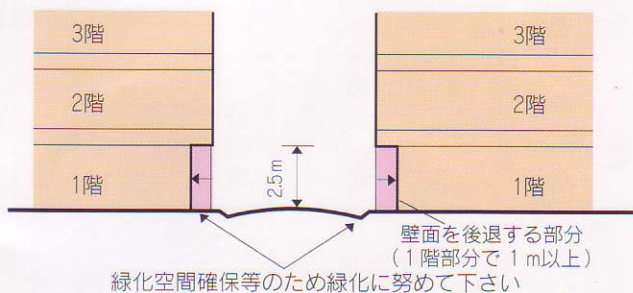 3階
3階
2階
2階
2.5m
1階
1階
壁面を後退する部分
(1階部分で1m以上)
緑化空間確保等のため緑化に努めて下さい